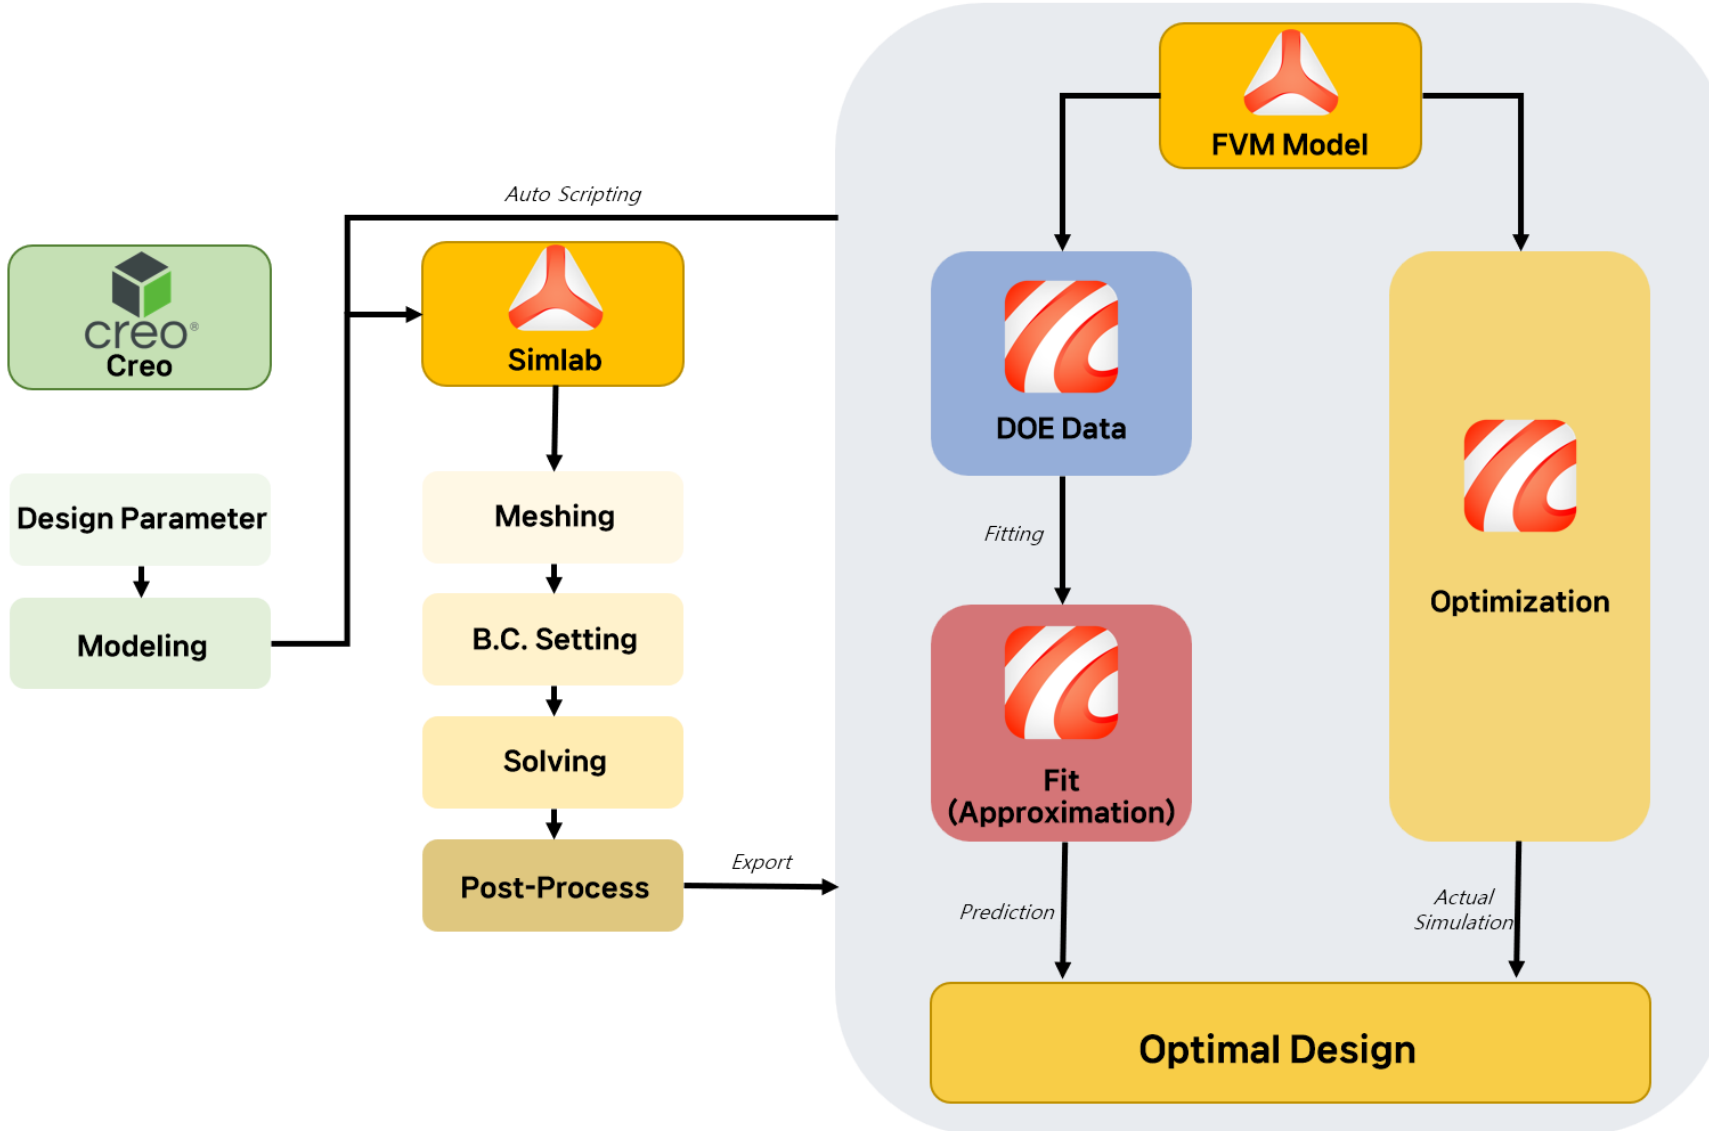 creo®
Creo
Design Parameter
Modeling
Auto Scripting
Simlab
Meshing
B.C. Setting
Solving
Post-Process
Export
FVM Model
DOE Data
Fitting
Fit
(Approximation)
Prediction
Optimization
Actual
Simulation
Optimal Design